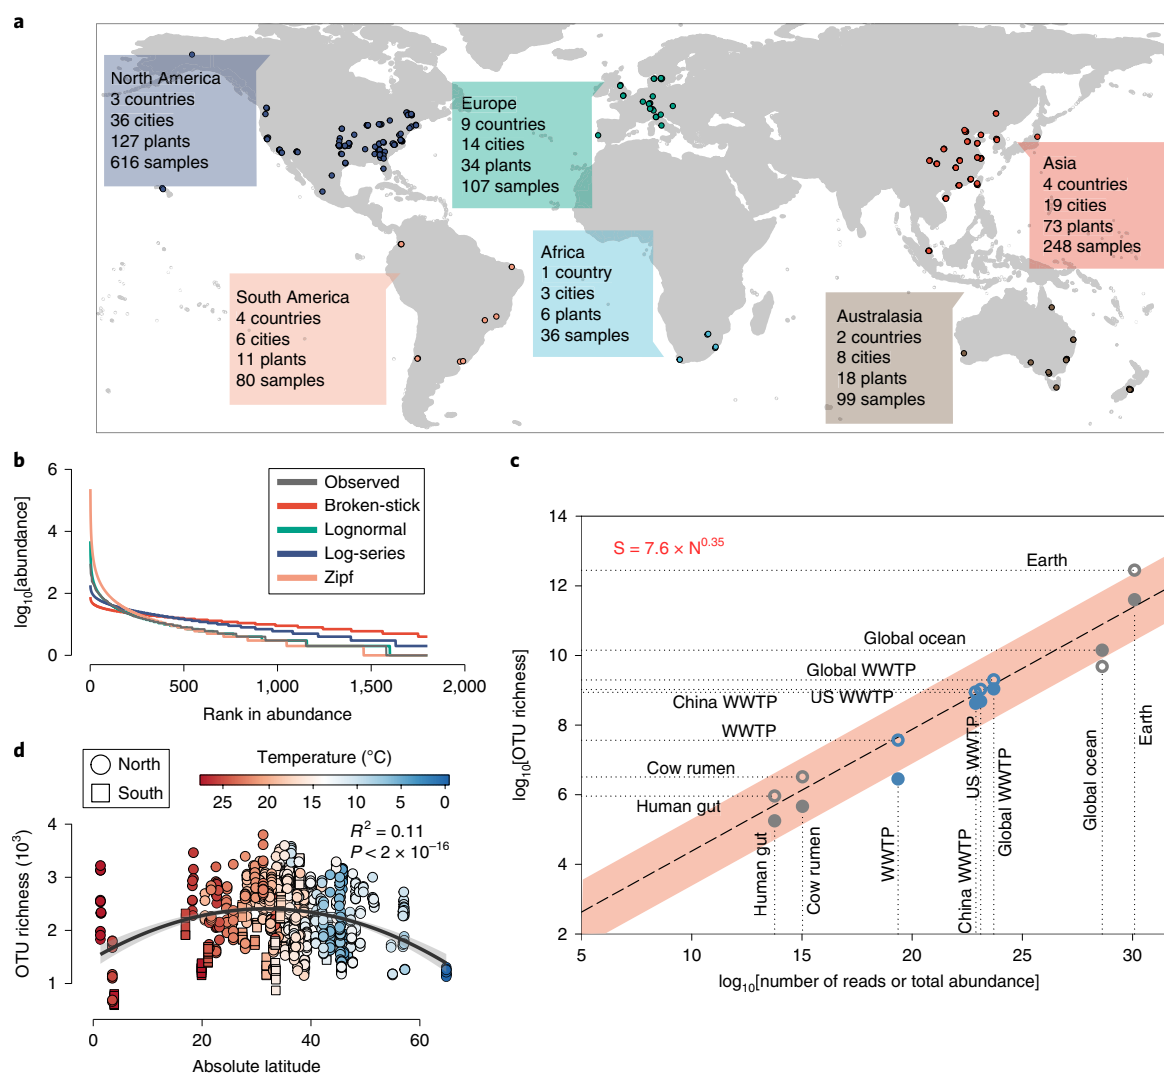 a
North America
3 countries
36 cities
127 plants
616 samples
Europe
9 countries
14 cities
34 plants
107 samples
Asia
4 countries
19 cities
73 plants
248 samples
Africa
1 country
3 cities
6 plants
36 samples
South America
4 countries
6 cities
11 plants
80 samples
Australasia
2 countries
8 cities
18 plants
99 samples
b
log10[abundance]
6
4
2
0
0
500
1,000
1,500
2,000
Rank in abundance
Observed
Broken-stick
Lognormal
Log-series
Zipf
c
log10[OTU richness]
14
12
10
8
6
4
2
S = 7.6 × N^0.35
Earth
Global ocean
Global WWTP
China WWTP
US WWTP
WWTP
Cow rumen
Human gut
Human gut
Cow rumen
WWTP
China WWTP
US WWTP
Global WWTP
Global ocean
Earth
5
10
15
20
25
30
log10[number of reads or total abundance]
d
North
South
Temperature (°C)
25
20
15
10
5
0
R² = 0.11
P < 2 × 10⁻¹⁶
OTU richness (10³)
4
3
2
1
0
20
40
60
Absolute latitude